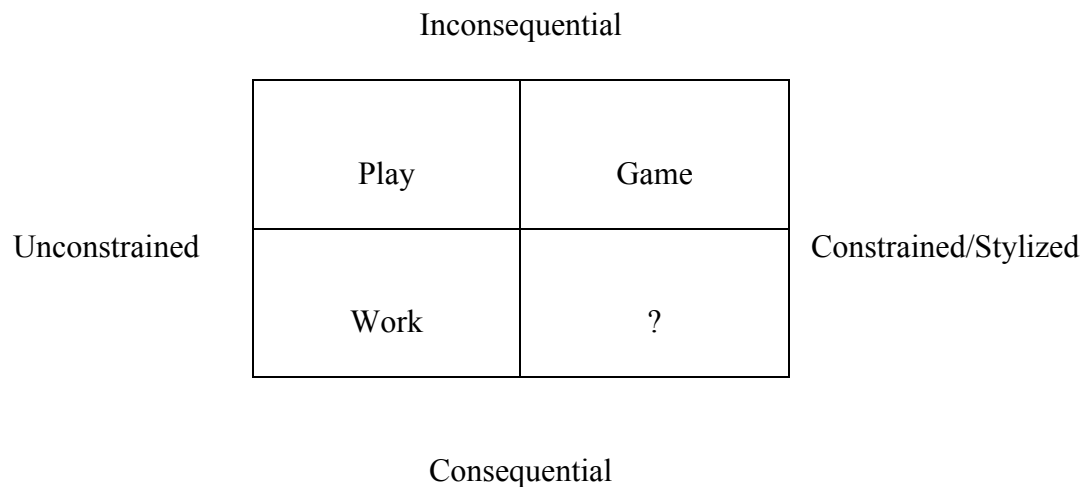 Inconsequential
Play Game
Unconstrained Constrained/Stylized
Work ?
Consequential